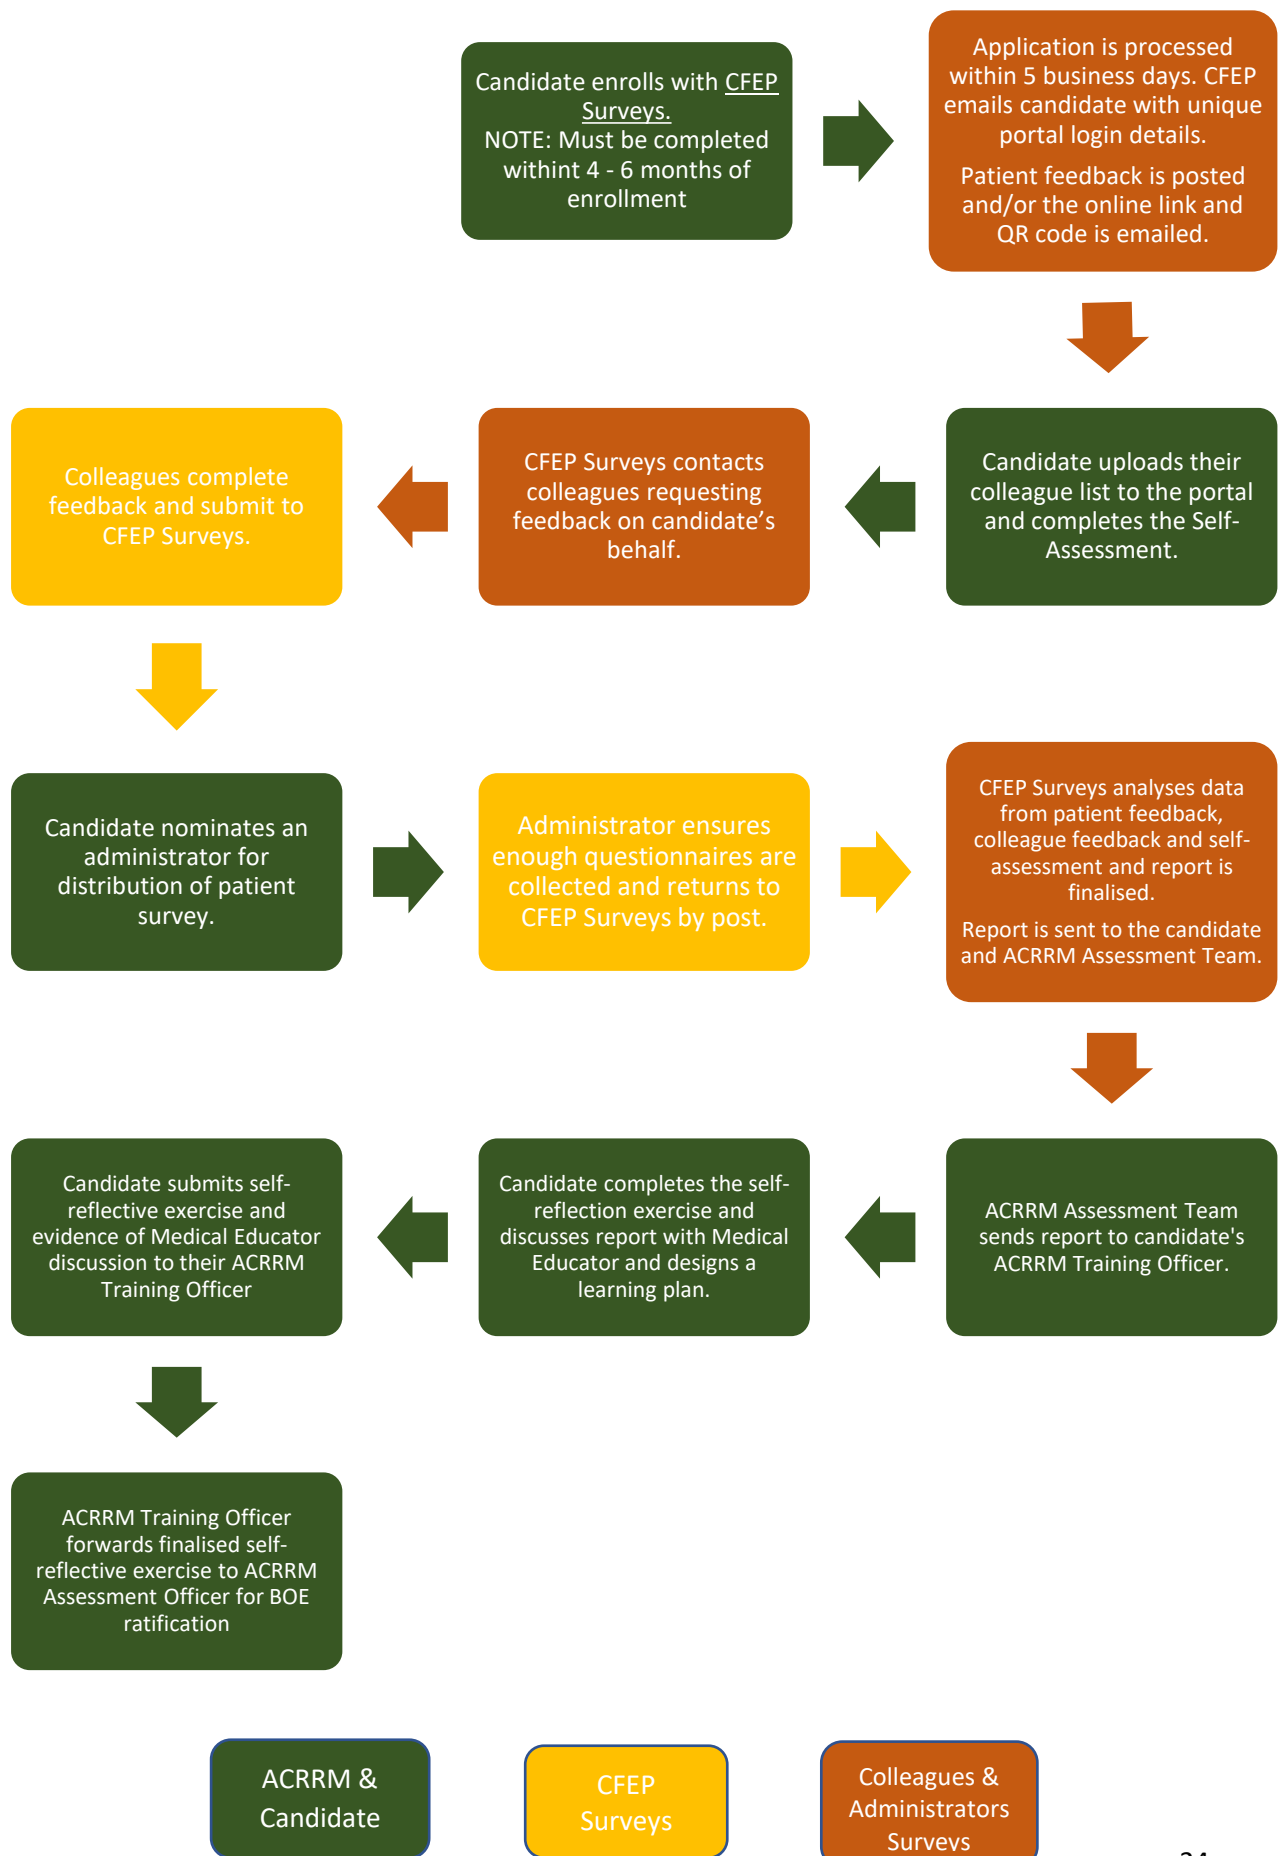 Candidate enrolls with CFEP
Surveys.
NOTE: Must be completed
withint 4 - 6 months of
enrollment
Application is processed
within 5 business days. CFEP
emails candidate with unique
portal login details.
Patient feedback is posted
and/or the online link and
QR code is emailed.
Candidate uploads their
colleague list to the portal
and completes the Self-
Assessment.
CFEP Surveys contacts
colleagues requesting
feedback on candidate’s
behalf.
Colleagues complete
feedback and submit to
CFEP Surveys.
Candidate nominates an
administrator for
distribution of patient
survey.
Administrator ensures
enough questionnaires are
collected and returns to
CFEP Surveys by post.
CFEP Surveys analyses data
from patient feedback,
colleague feedback and self-
assessment and report is
finalised.
Report is sent to the candidate
and ACRRM Assessment Team.
ACRRM Assessment Team
sends report to candidate's
ACRRM Training Officer.
Candidate completes the self-
reflection exercise and
discusses report with Medical
Educator and designs a
learning plan.
Candidate submits self-
reflective exercise and
evidence of Medical Educator
discussion to their ACRRM
Training Officer
ACRRM Training Officer
forwards finalised self-
reflective exercise to ACRRM
Assessment Officer for BOE
ratification
ACRRM &
Candidate
CFEP
Surveys
Colleagues &
Administrators
Surveys